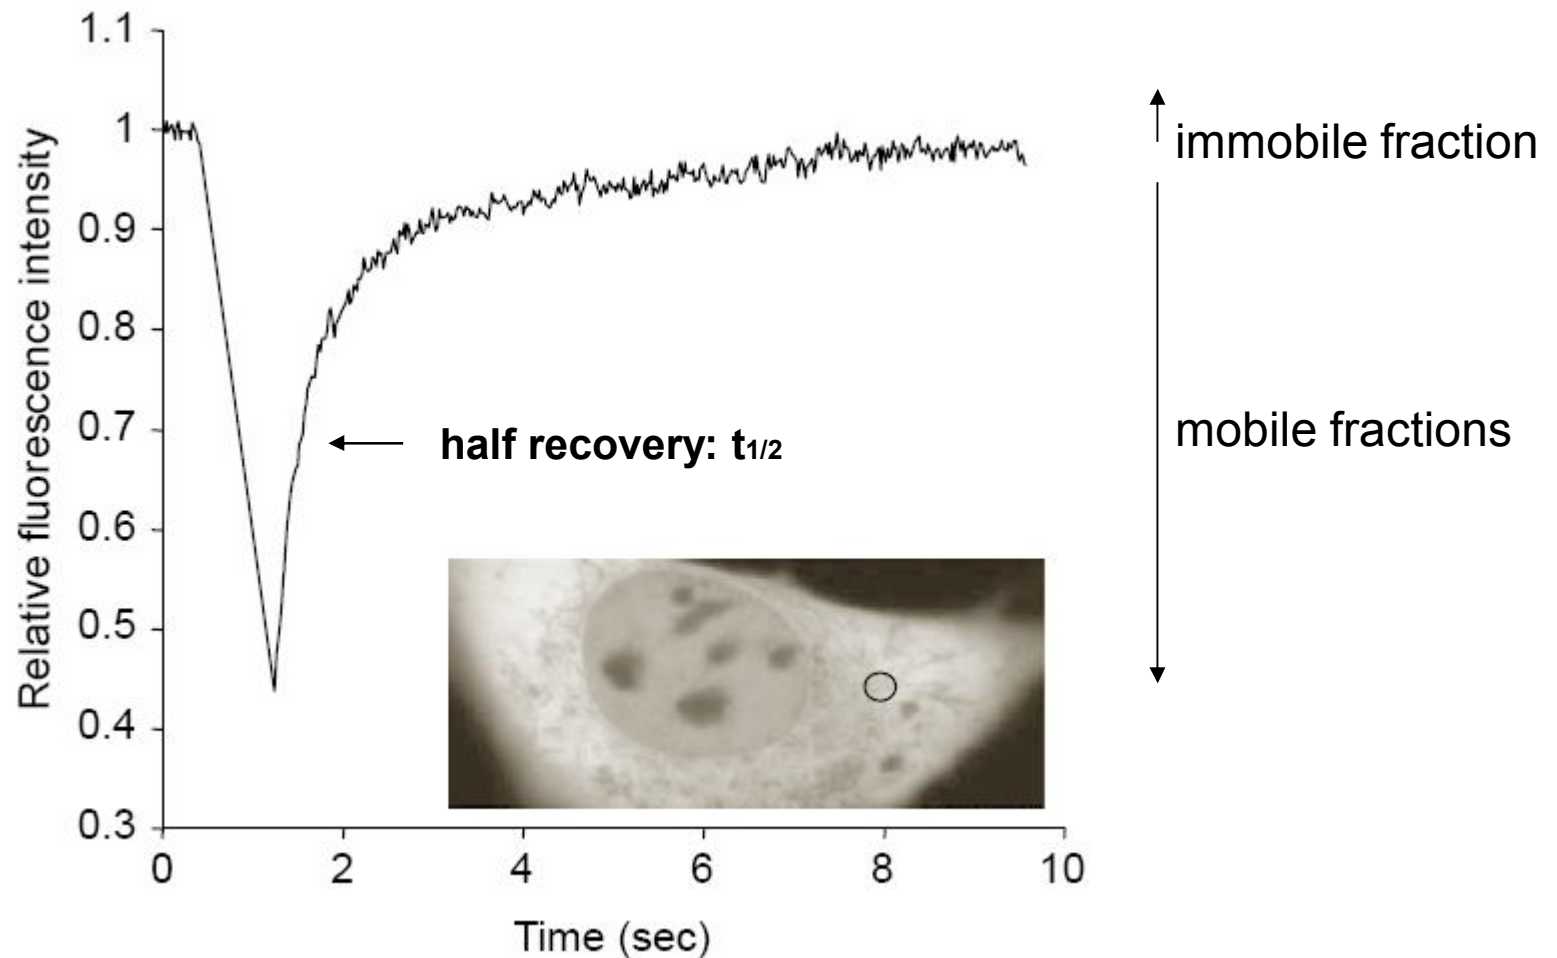 Relative fluorescence intensity
1.1
1
0.9
0.8
0.7
0.6
0.5
0.4
0.3
0 2 4 6 8 10
Time (sec)
half recovery: t1/2
immobile fraction
mobile fractions